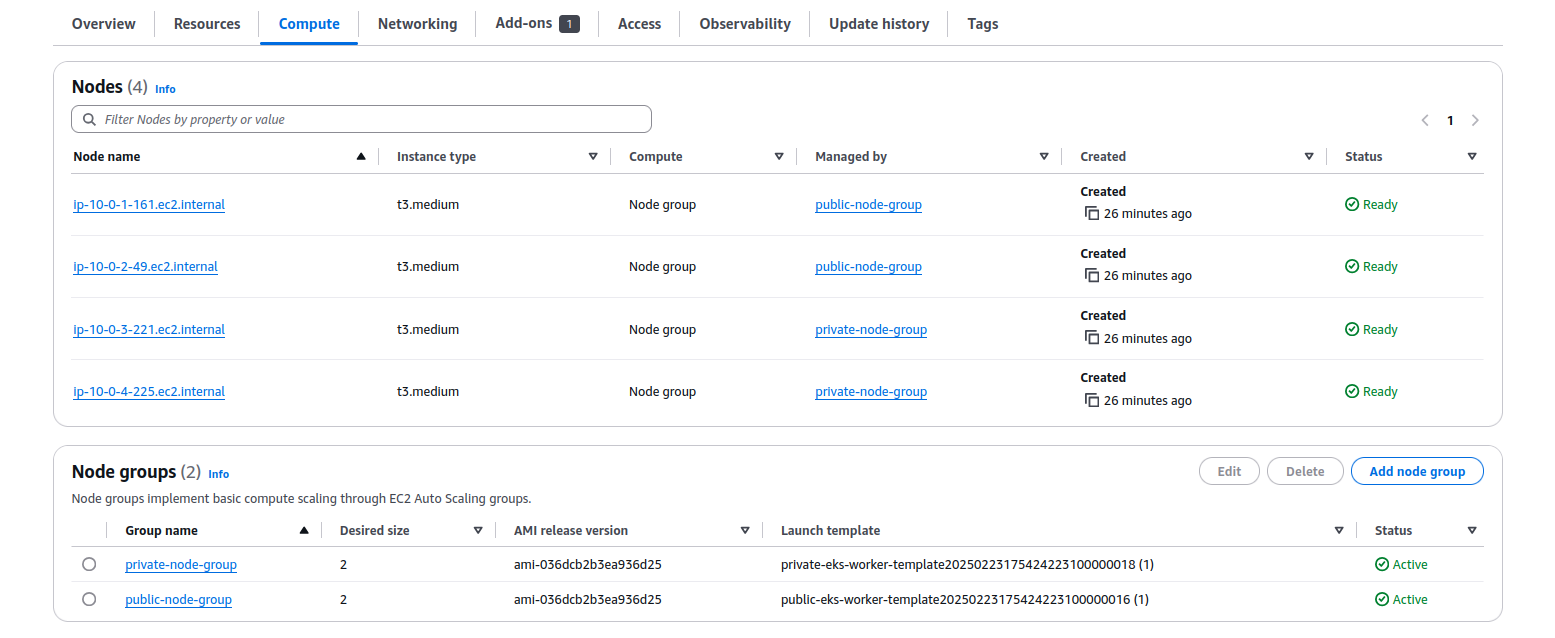 Overview Resources Compute Networking Add-ons 1 Access Observability Update history Tags
Nodes (4) Info
Filter Nodes by property or value
1
Node name Instance type Compute Managed by Created Status
ip-10-0-1-161.ec2.internal t3.medium Node group public-node-group Created 26 minutes ago Ready
ip-10-0-2-49.ec2.internal t3.medium Node group public-node-group Created 26 minutes ago Ready
ip-10-0-3-221.ec2.internal t3.medium Node group private-node-group Created 26 minutes ago Ready
ip-10-0-4-225.ec2.internal t3.medium Node group private-node-group Created 26 minutes ago Ready
Node groups (2) Info Edit Delete Add node group
Node groups implement basic compute scaling through EC2 Auto Scaling groups.
Group name Desired size AMI release version Launch template Status
private-node-group 2 ami-036dcb2b3ea936d25 private-eks-worker-template20250223175424223100000018 (1) Active
public-node-group 2 ami-036dcb2b3ea936d25 public-eks-worker-template20250223175424223100000016 (1) Active